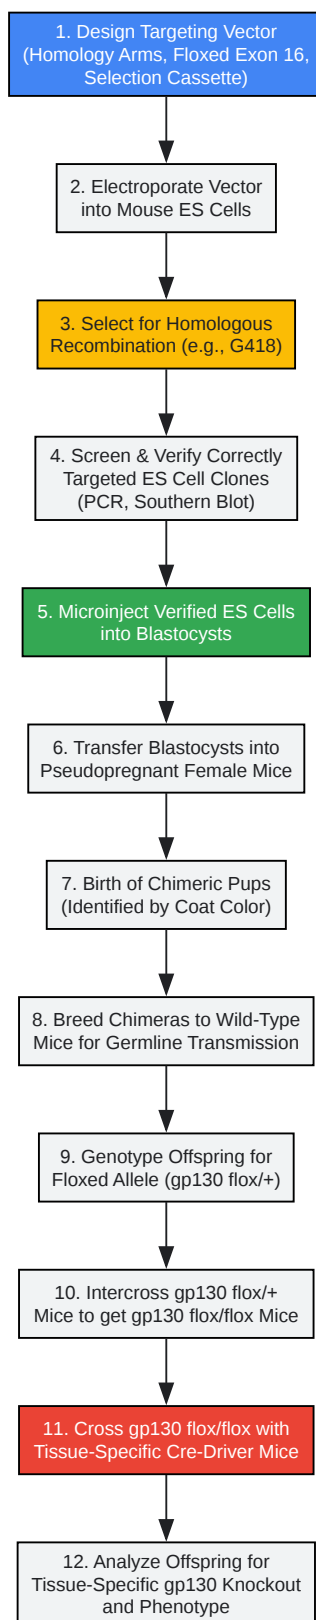 1. Design Targeting Vector
(Homology Arms, Floxed Exon 16,
Selection Cassette)
2. Electroporate Vector
into Mouse ES Cells
3. Select for Homologous
Recombination (e.g., G418)
4. Screen & Verify Correctly
Targeted ES Cell Clones
(PCR, Southern Blot)
5. Microinject Verified ES Cells
into Blastocysts
6. Transfer Blastocysts into
Pseudopregnant Female Mice
7. Birth of Chimeric Pups
(Identified by Coat Color)
8. Breed Chimeras to Wild-Type
Mice for Germline Transmission
9. Genotype Offspring for
Floxed Allele (gp130 flox/+)
10. Intercross gp130 flox/+
Mice to get gp130 flox/flox Mice
11. Cross gp130 flox/flox with
Tissue-Specific Cre-Driver Mice
12. Analyze Offspring for
Tissue-Specific gp130 Knockout
and Phenotype